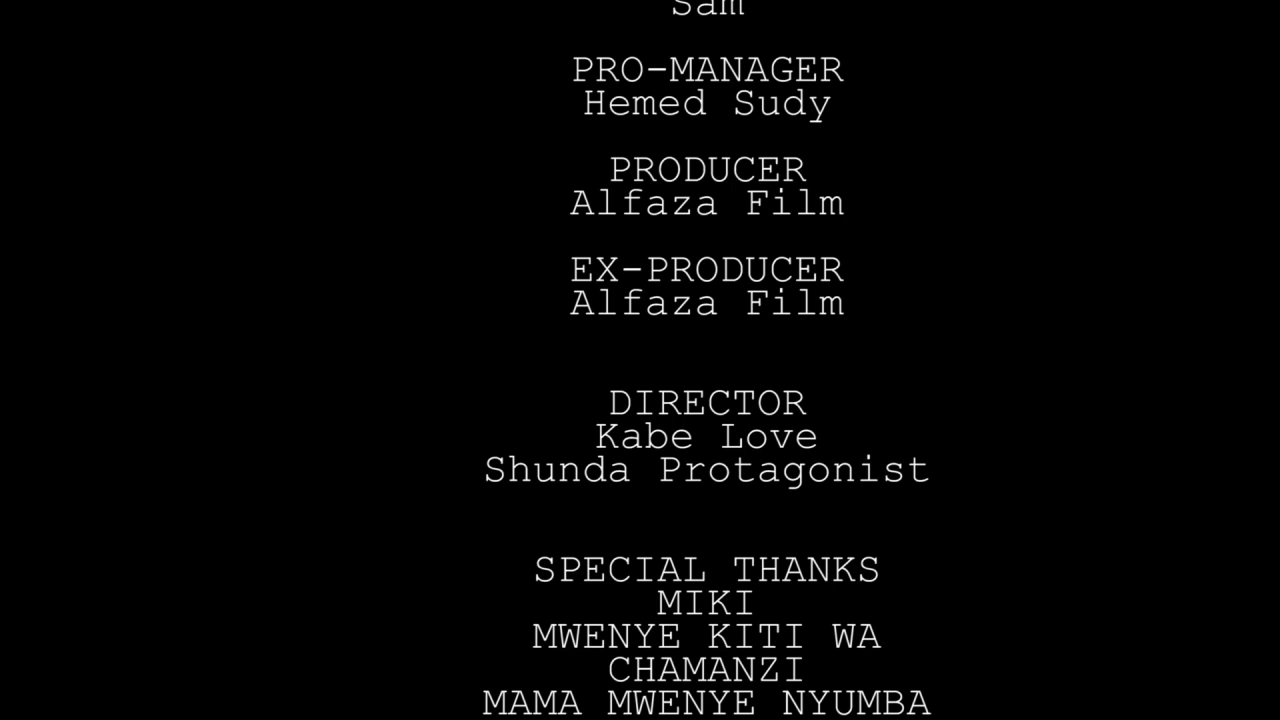 Sam
PRO-MANAGER
Hemed Sudy
PRODUCER
Alfaza Film
EX-PRODUCER
Alfaza Film
DIRECTOR
Kabe Love
Shunda Protagonist
SPECIAL THANKS
MIKI
MWENYE KITI WA
CHAMANZI
MAMA MWENYE NYUMBA